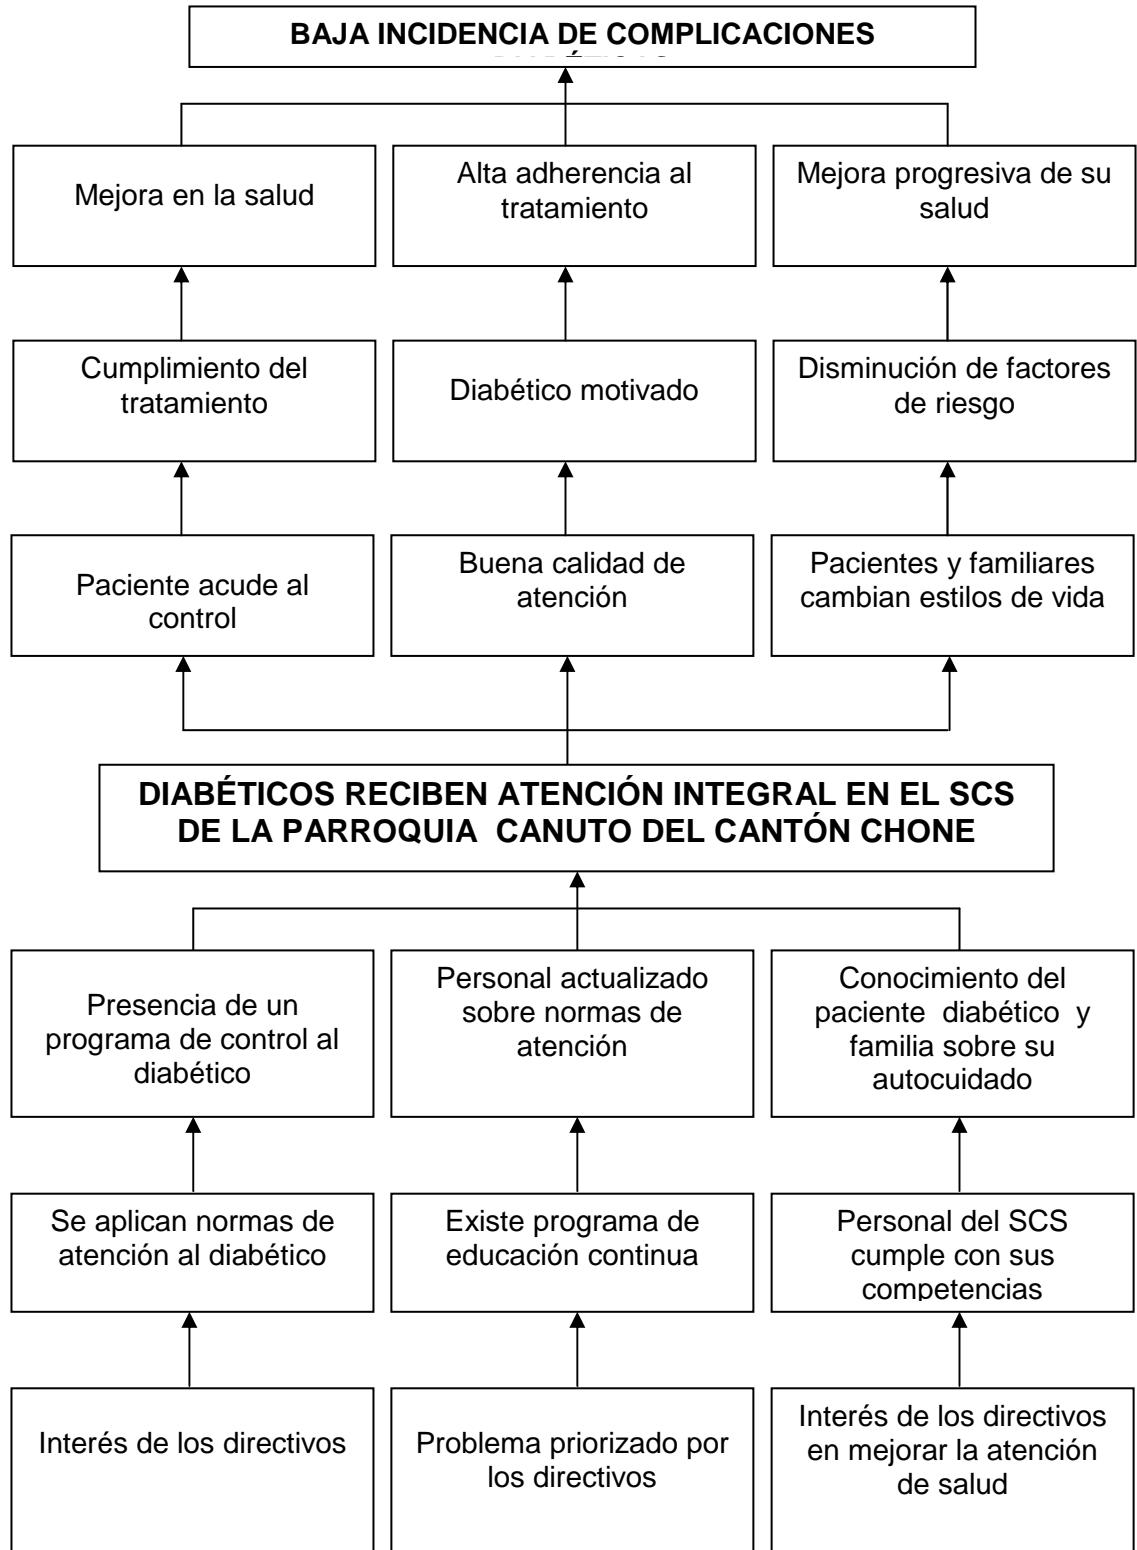 BAJA INCIDENCIA DE COMPLICACIONES
Mejora en la salud
Alta adherencia al
tratamiento
Mejora progresiva de su
salud
Cumplimiento del
tratamiento
Diabético motivado
Disminución de factores
de riesgo
Paciente acude al
control
Buena calidad de
atención
Pacientes y familiares
cambian estilos de vida
DIABÉTICOS RECIBEN ATENCIÓN INTEGRAL EN EL SCS
DE LA PARROQUIA CANUTO DEL CANTÓN CHONE
Presencia de un
programa de control al
diabético
Personal actualizado
sobre normas de
atención
Conocimiento del
paciente diabético y
familia sobre su
autocuidado
Se aplican normas de
atención al diabético
Existe programa de
educación continua
Personal del SCS
cumple con sus
competencias
Interés de los directivos
Problema priorizado por
los directivos
Interés de los directivos
en mejorar la atención
de salud